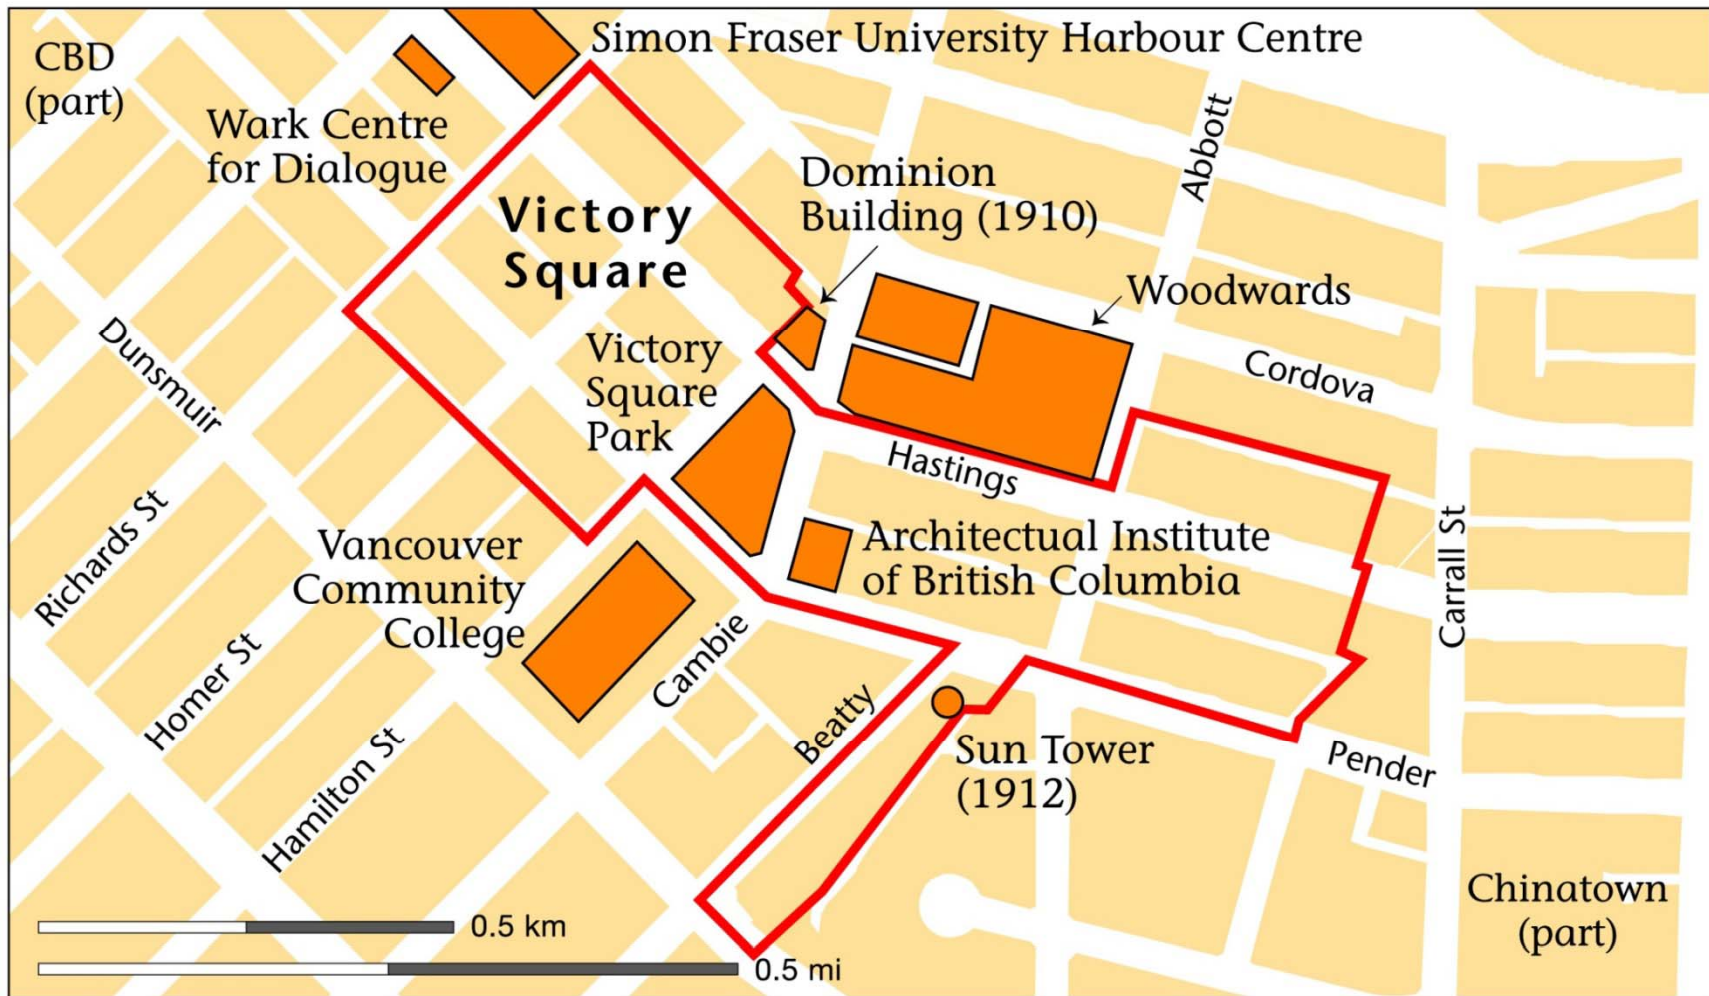 CBD
(part)
Simon Fraser University Harbour Centre
Wark Centre
for Dialogue
Abbott
Dominion
Building (1910)
Victory
Square
Woodwards
Dunsmuir
Victory
Square
Park
Cordova
Hastings
Richards St
Vancouver
Community
College
Architectual Institute
of British Columbia
Carrall St
Homer St
Cambie
Beatty
Hamilton St
Sun Tower
(1912)
Pender
Chinatown
(part)
0.5 km
0.5 mi